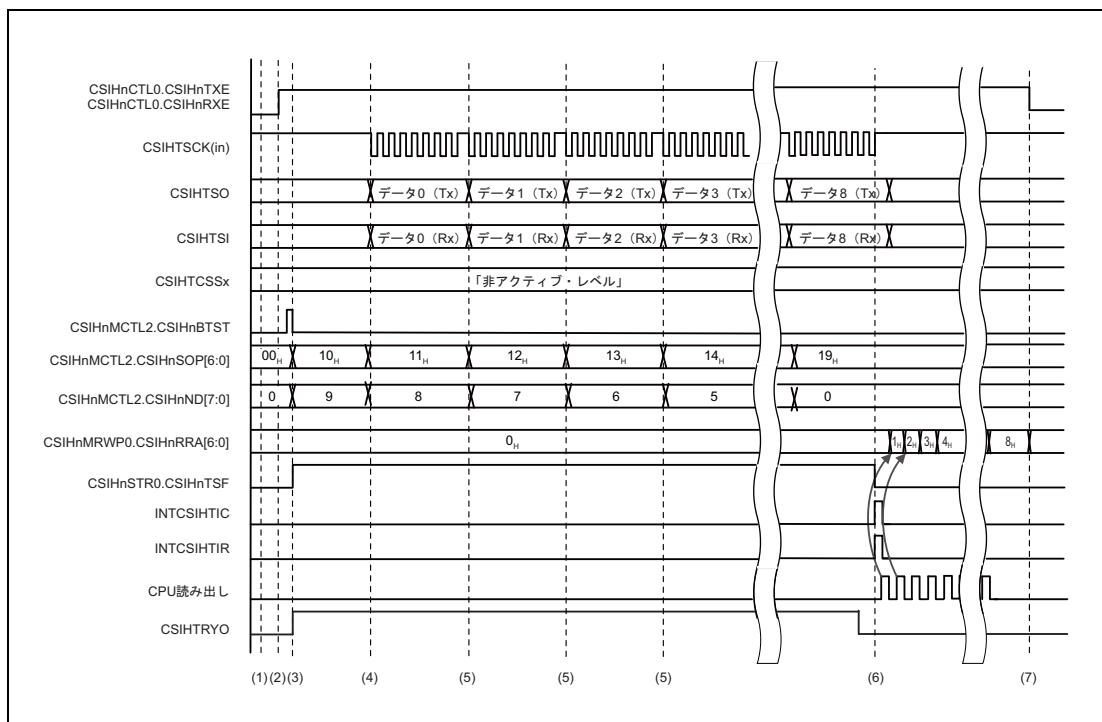 CSIHnCTL0.CSIHnTXE
CSIHnCTL0.CSIHnRXE
CSIHTSCK(in)
CSIHTSO データ0（Tx） データ1（Tx） データ2（Tx） データ3（Tx） データ8（Tx）
CSIHTSI データ0（Rx） データ1（Rx） データ2（Rx） データ3（Rx） データ8（Rx）
CSIHTCSSx 「非アクティブ・レベル」
CSIHnMCTL2.CSIHnBTST
CSIHnMCTL2.CSIHnSOP[6:0] 00H 10H 11H 12H 13H 14H 19H
CSIHnMCTL2.CSIHnND[7:0] 0 9 8 7 6 5 0
CSIHnMRWP0.CSIHnRRA[6:0] 0H 1H 2H 3H 4H 8H
CSIHnSTR0.CSIHnTSF
INTCSIHTIC
INTCSIHTIR
CPU読み出し
CSIHTRYO
(1) (2) (3) (4) (5) (5) (5) (6) (7)